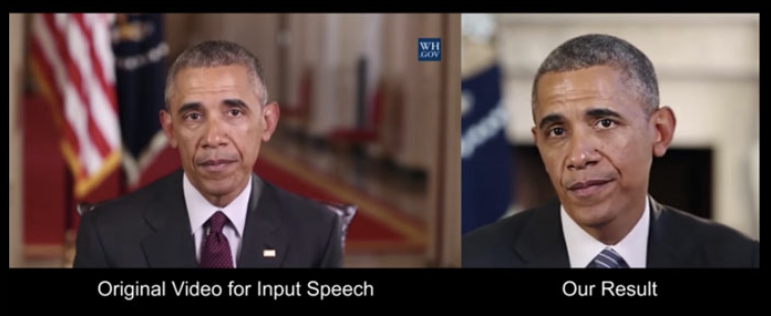 WH
.GOV
Original Video for Input Speech
Our Result